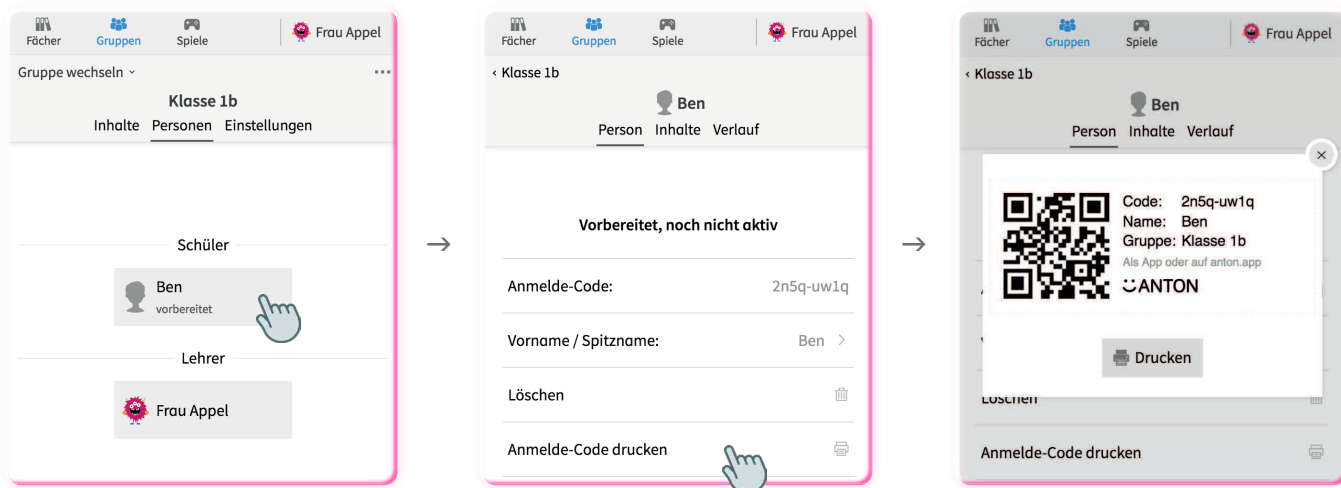 Fächer Gruppen Spiele Frau Appel
Gruppe wechseln
Klasse 1b
Inhalte Personen Einstellungen
Schüler
Ben
vorbereitet
Lehrer
Frau Appel
→
Fächer Gruppen Spiele Frau Appel
‹ Klasse 1b
Ben
Person Inhalte Verlauf
Vorbereitet, noch nicht aktiv
Anmelde-Code: 2n5q-uw1q
Vorname / Spitzname: Ben
Löschen
Anmelde-Code drucken
→
Fächer Gruppen Spiele Frau Appel
‹ Klasse 1b
Ben
Person Inhalte Verlauf
Code: 2n5q-uw1q
Name: Ben
Gruppe: Klasse 1b
Als App oder auf anton.app
ANTON
Drucken
Löschen
Anmelde-Code drucken